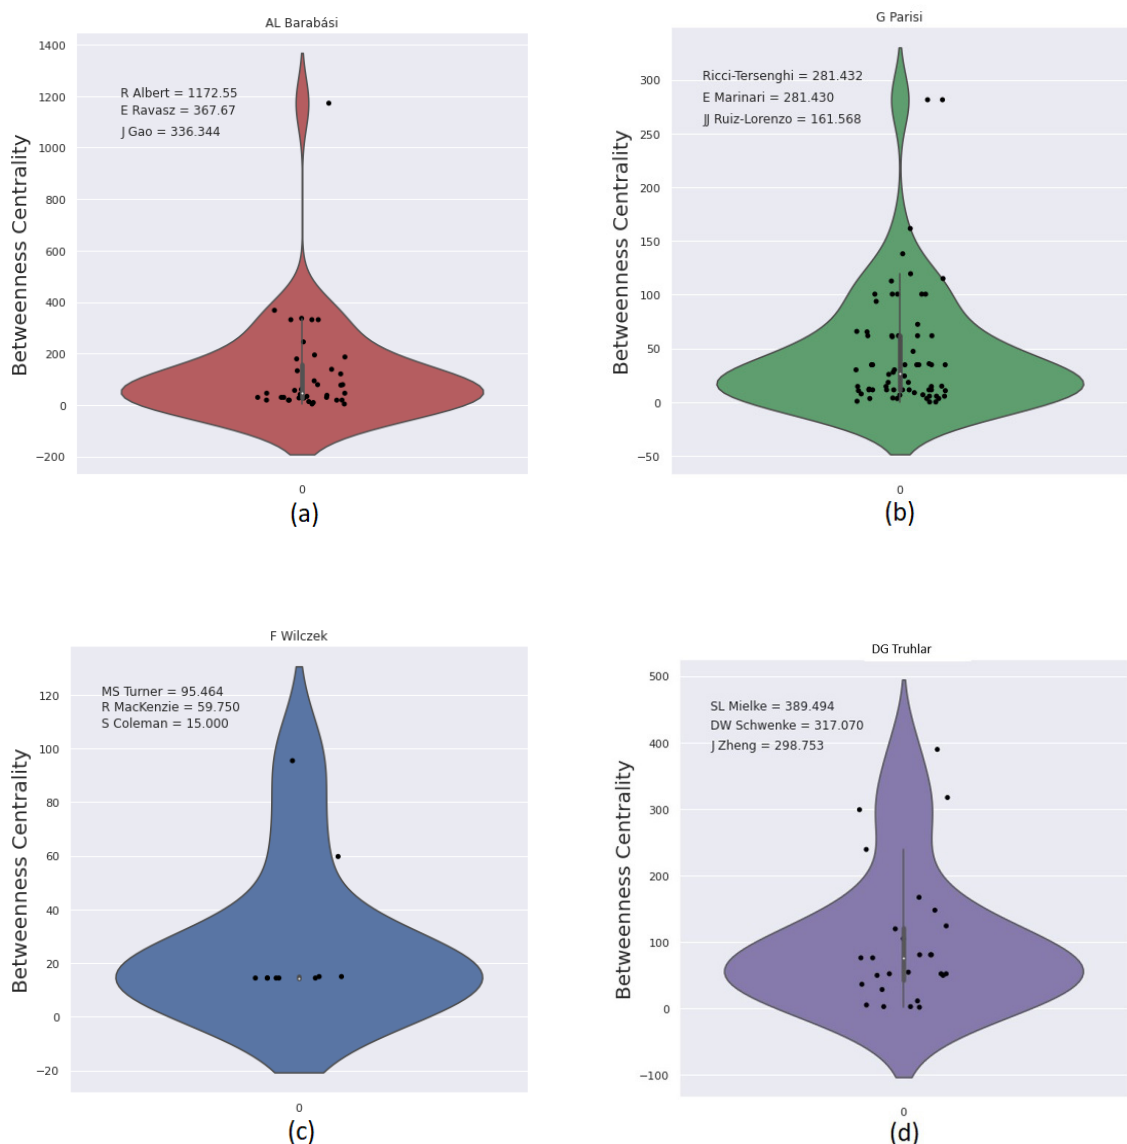 AL Barabási
Betweenness Centrality
1400
1200
1000
800
600
400
200
0
−200
R Albert = 1172.55
E Ravasz = 367.67
J Gao = 336.344
0
(a)
G Parisi
Betweenness Centrality
300
250
200
150
100
50
0
−50
Ricci-Tersenghi = 281.432
E Marinari = 281.430
JJ Ruiz-Lorenzo = 161.568
0
(b)
F Wilczek
Betweenness Centrality
120
100
80
60
40
20
0
−20
MS Turner = 95.464
R MacKenzie = 59.750
S Coleman = 15.000
0
(c)
DG Truhlar
Betweenness Centrality
500
400
300
200
100
0
−100
SL Mielke = 389.494
DW Schwenke = 317.070
J Zheng = 298.753
0
(d)